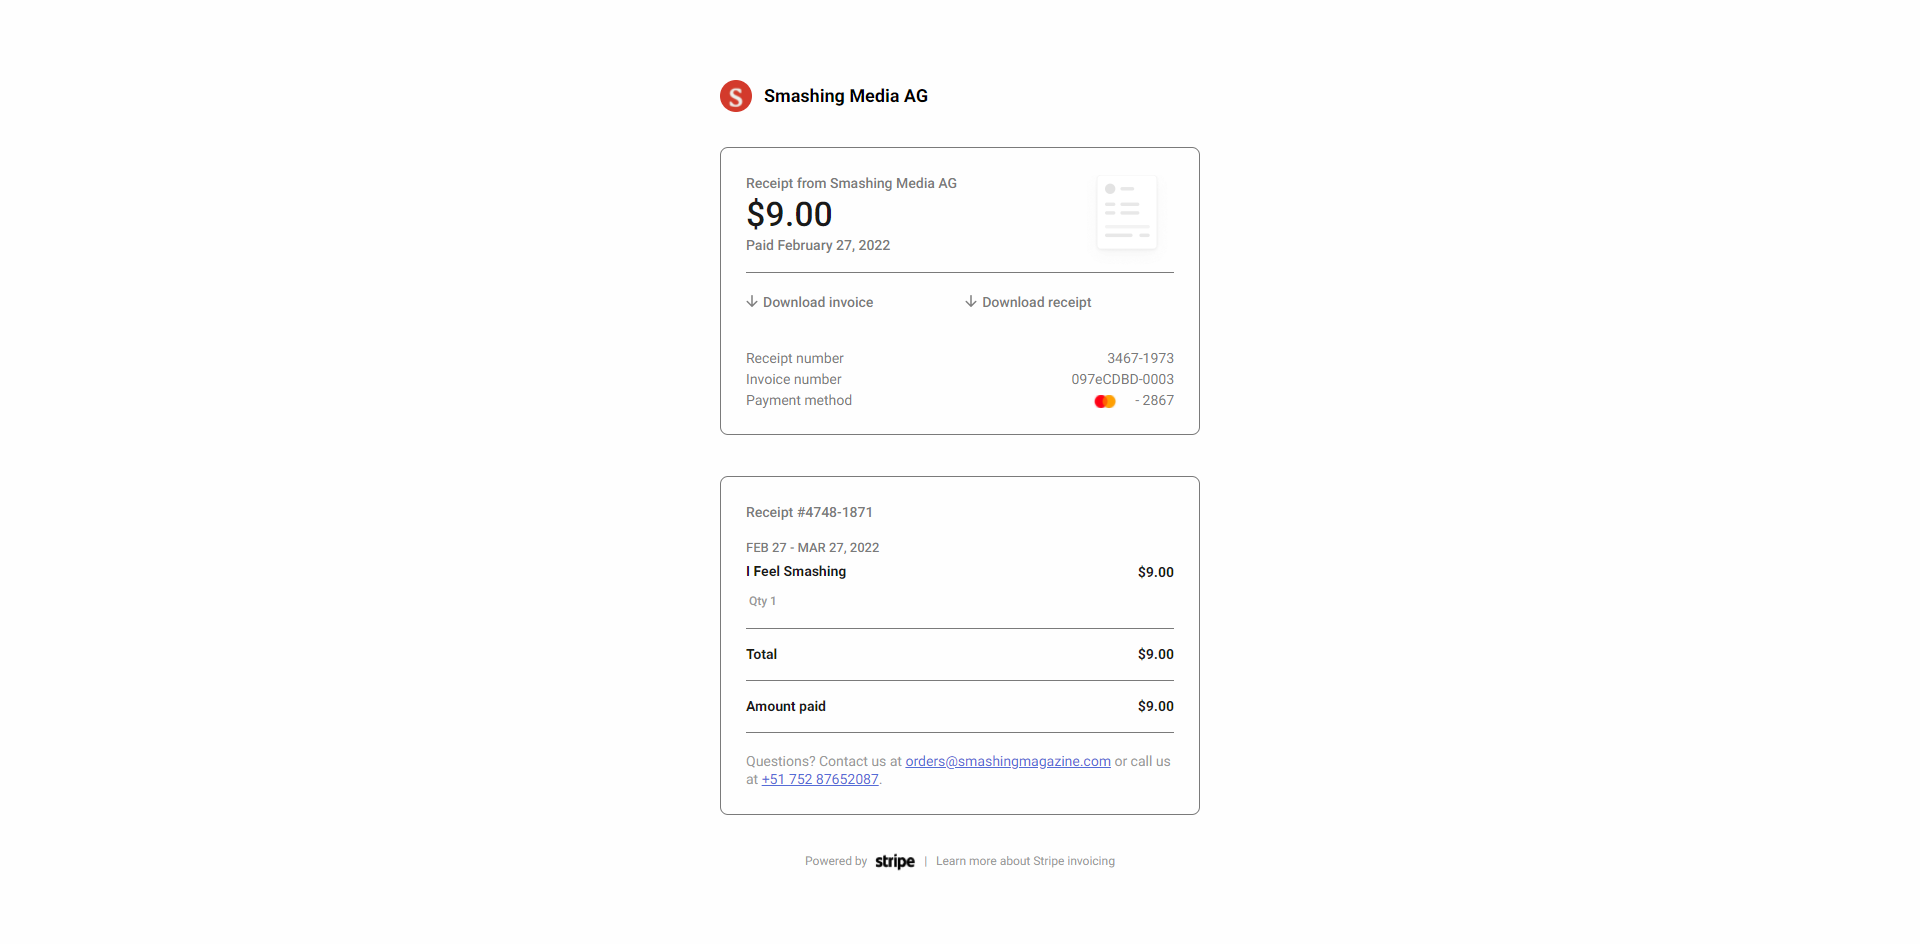 S Smashing Media AG
Receipt from Smashing Media AG
$9.00
Paid February 27, 2022
Download invoice Download receipt
Receipt number 3467-1973
Invoice number 097eCDBD-0003
Payment method - 2867
Receipt #4748-1871
FEB 27 - MAR 27, 2022
I Feel Smashing $9.00
Qty 1
Total $9.00
Amount paid $9.00
Questions? Contact us at orders@smashingmagazine.com or call us
at +51 752 87652087.
Powered by stripe | Learn more about Stripe invoicing